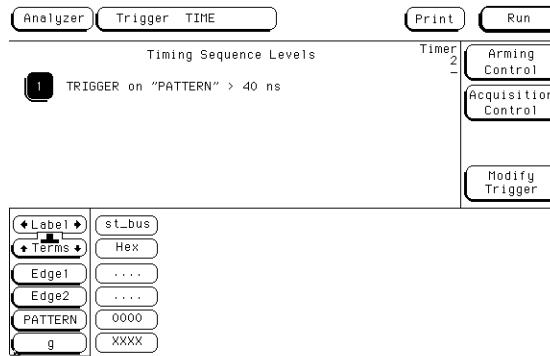 Analyzer Trigger TIME Print Run
Timing Sequence Levels
Timer
2
-
Arming
Control
1 TRIGGER on "PATTERN" > 40 ns
Acquisition
Control
Modify
Trigger
Label st_bus
Terms Hex
Edge1 ....
Edge2 ....
PATTERN 0000
g XXXX